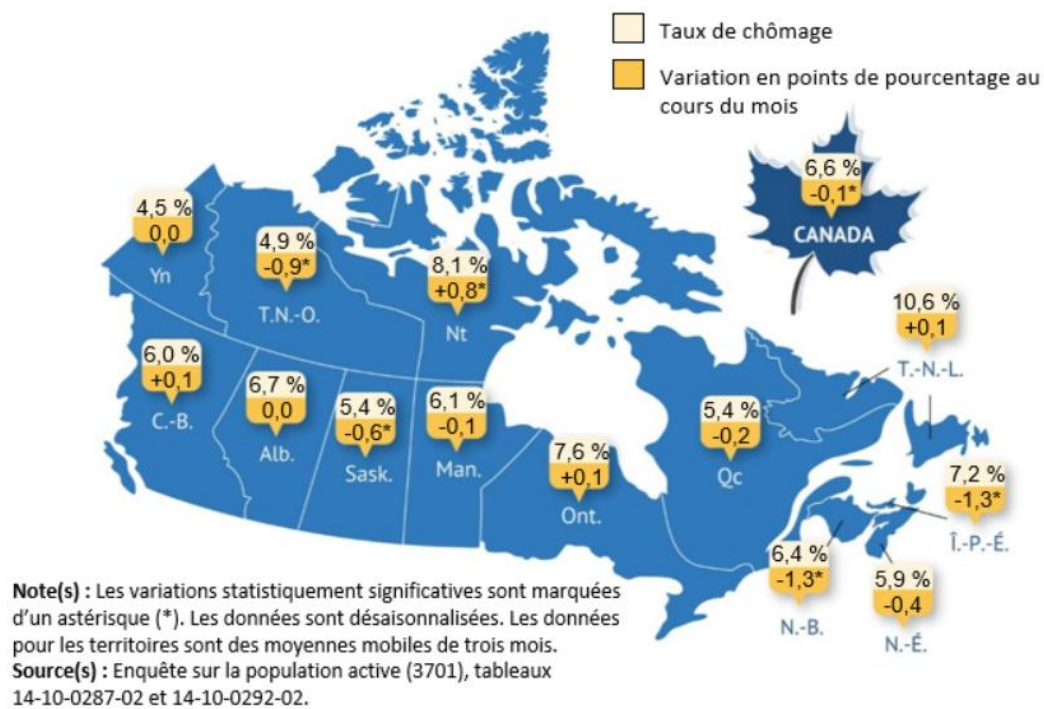 Taux de chômage
Variation en points de pourcentage au
cours du mois
6,6 %
-0,1*
CANADA
4,5 %
0,0
Yn
4,9 %
-0,9*
T.N.-O.
8,1 %
+0,8*
Nt
10,6 %
+0,1
T.-N.-L.
6,0 %
+0,1
C.-B.
6,7 %
0,0
Alb.
5,4 %
-0,6*
Sask.
6,1 %
-0,1
Man.
7,6 %
+0,1
Ont.
5,4 %
-0,2
Qc
7,2 %
-1,3*
Î.-P.-É.
6,4 %
-1,3*
N.-B.
5,9 %
-0,4
N.-É.
Note(s) : Les variations statistiquement significatives sont marquées
d'un astérisque (*). Les données sont désaisonnalisées. Les données
pour les territoires sont des moyennes mobiles de trois mois.
Source(s) : Enquête sur la population active (3701), tableaux
14-10-0287-02 et 14-10-0292-02.